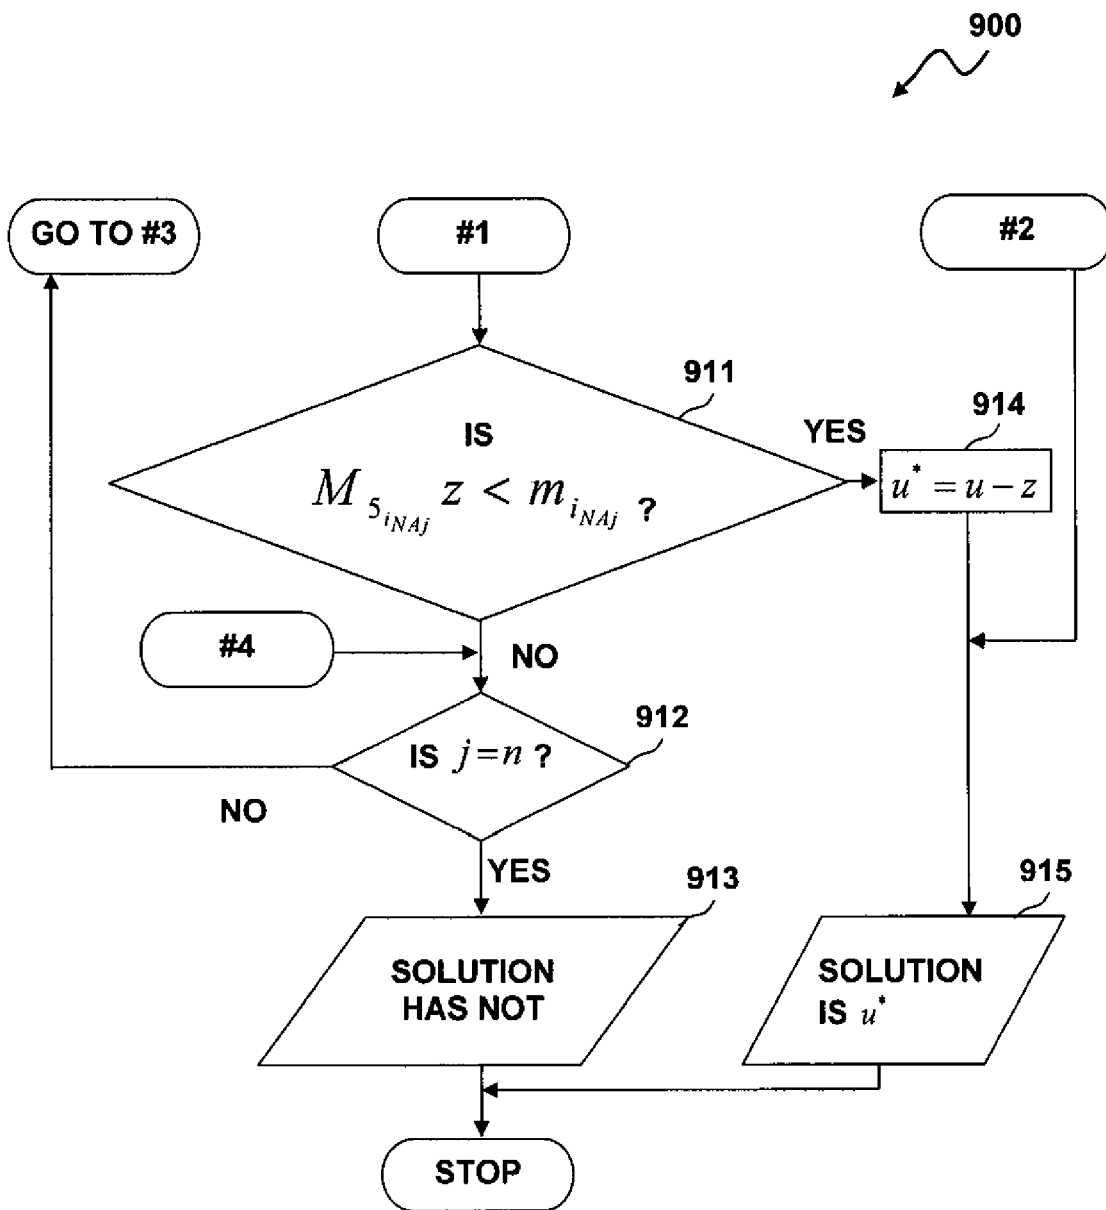 900
GO TO #3
#1
#2
911
914
IS
YES
M_{5_{i_{NAj}}} z < m_{i_{NAj}} ?
u^* = u − z
#4
NO
912
IS j = n ?
NO
YES
913
915
SOLUTION
HAS NOT
SOLUTION
IS u^*
STOP